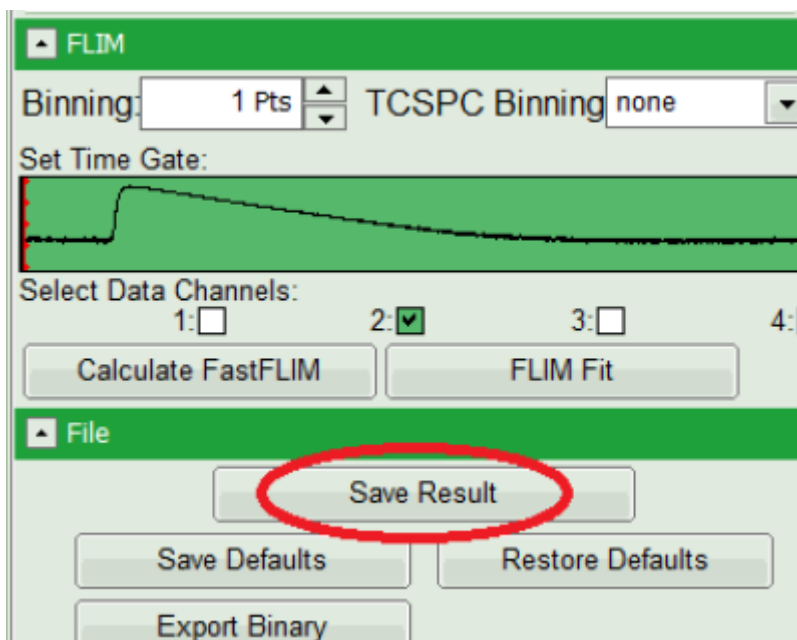 FLIM
Binning: 1 Pts TCSPC Binning none
Set Time Gate:
Select Data Channels:
1: 2: 3: 4:
Calculate FastFLIM FLIM Fit
File
Save Result
Save Defaults Restore Defaults
Export Binary